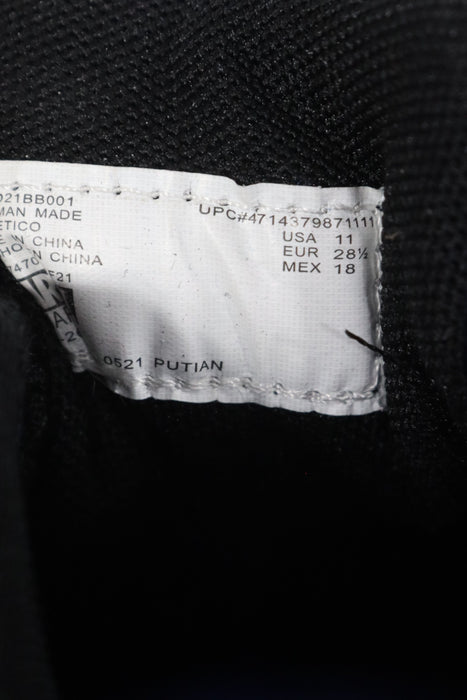 021BB001
MAN MADE
ETICO
CHINA
CHINA
UPC#4714379871111
USA 11
EUR 28½
MEX 18
0521 PUTIAN